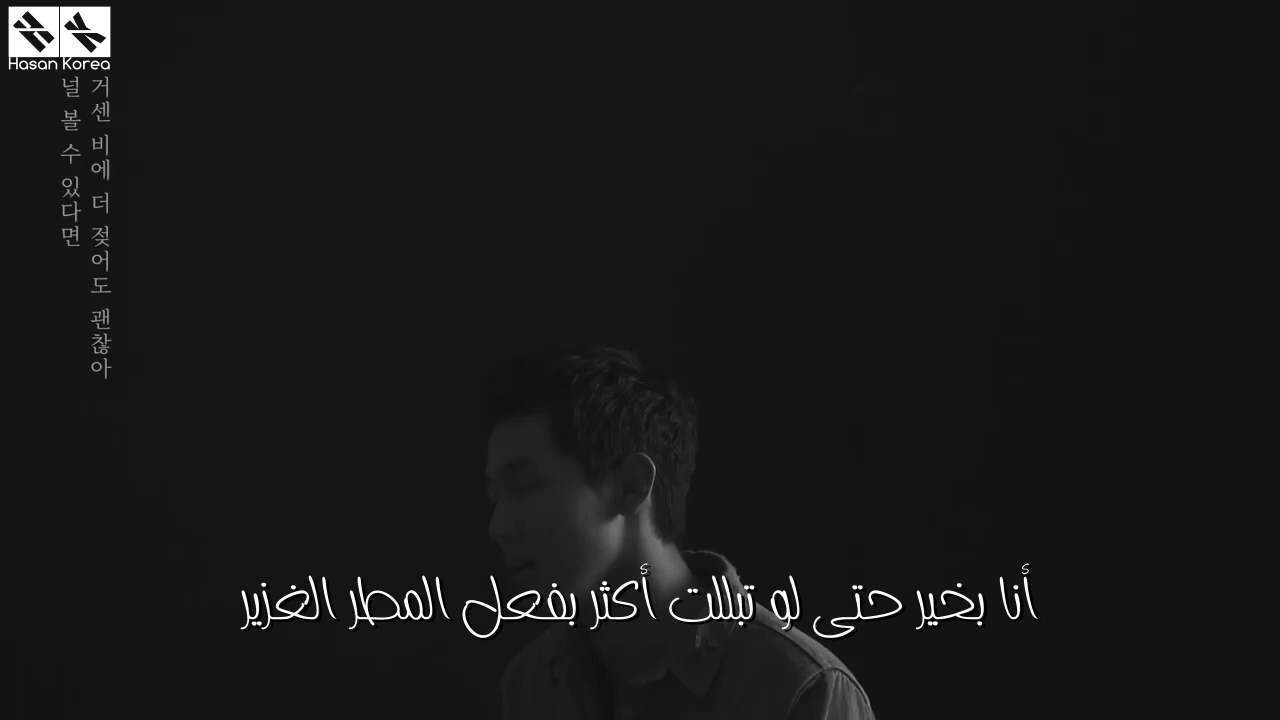 Hasan Korea
거센 비에 더 젖어도 괜찮아
널 볼 수 있다면
أنا بخير حتى لو تبللت أكثر بفعل المطر الغزير